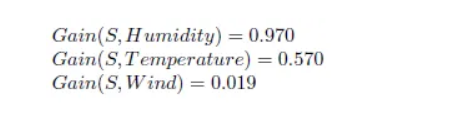 Gain(S, Humidity) = 0.970
Gain(S, Temperature) = 0.570
Gain(S, Wind) = 0.019